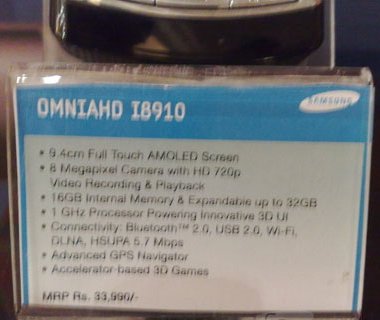 OMNIAHD I8910
SAMSUNG
• 9.4cm Full Touch AMOLED Screen
• 8 Megapixel Camera with HD 720p
Video Recording & Playback
• 16GB Internal Memory & Expandable up to 32GB
• 1 GHz Processor Powering Innovative 3D UI
• Connectivity: Bluetooth™ 2.0, USB 2.0, Wi-Fi,
DLNA, HSUPA 5.7 Mbps
• Advanced GPS Navigator
• Accelerator-based 3D Games
MRP Rs. 33,990/-